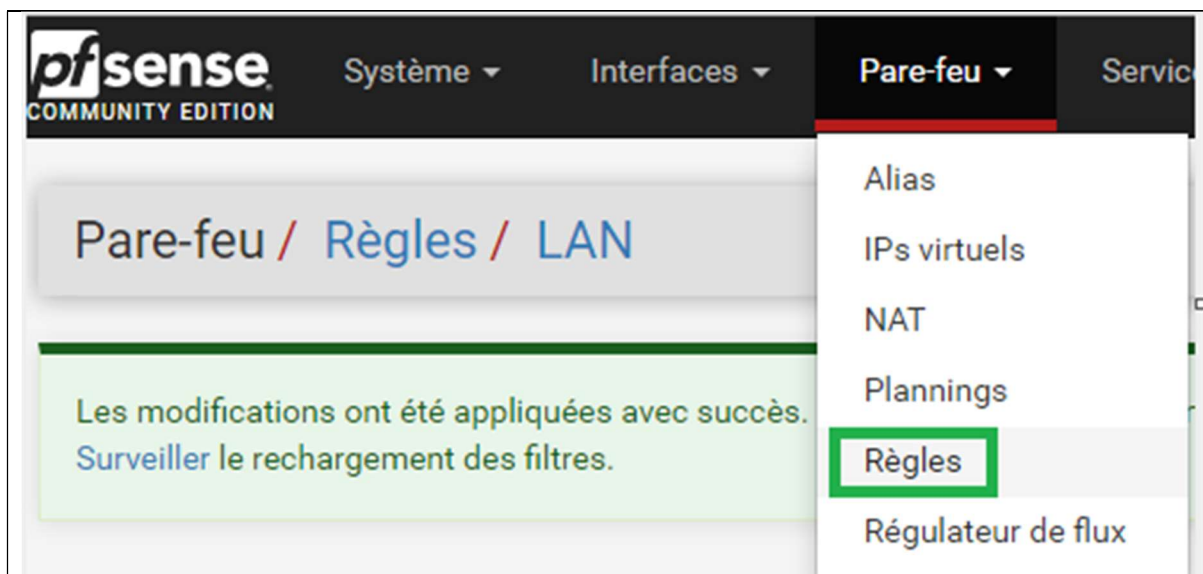 pfsense Système Interfaces Pare-feu Servic
COMMUNITY EDITION
Pare-feu / Règles / LAN
Les modifications ont été appliquées avec succès.
Surveiller le rechargement des filtres.
Alias
IPs virtuels
NAT
Plannings
Règles
Régulateur de flux